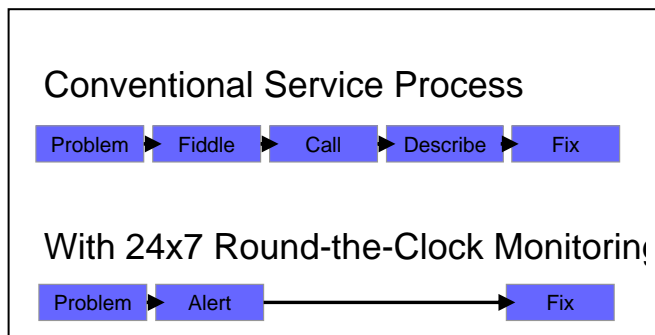 Conventional Service Process
Problem Fiddle Call Describe Fix
With 24x7 Round-the-Clock Monitoring
Problem Alert Fix